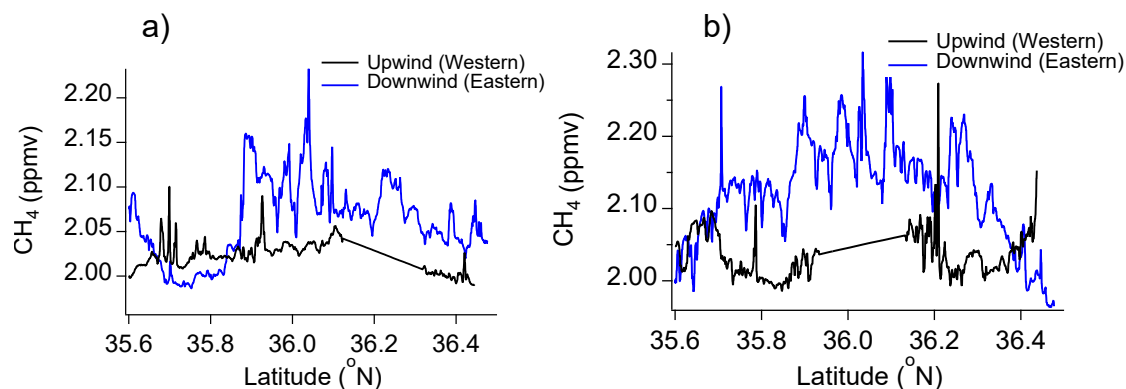 a)
Upwind (Western)
Downwind (Eastern)
CH4 (ppmv)
2.20
2.15
2.10
2.05
2.00
35.6 35.8 36.0 36.2 36.4
Latitude (°N)
b)
Upwind (Western)
Downwind (Eastern)
CH4 (ppmv)
2.30
2.20
2.10
2.00
35.6 35.8 36.0 36.2 36.4
Latitude (°N)